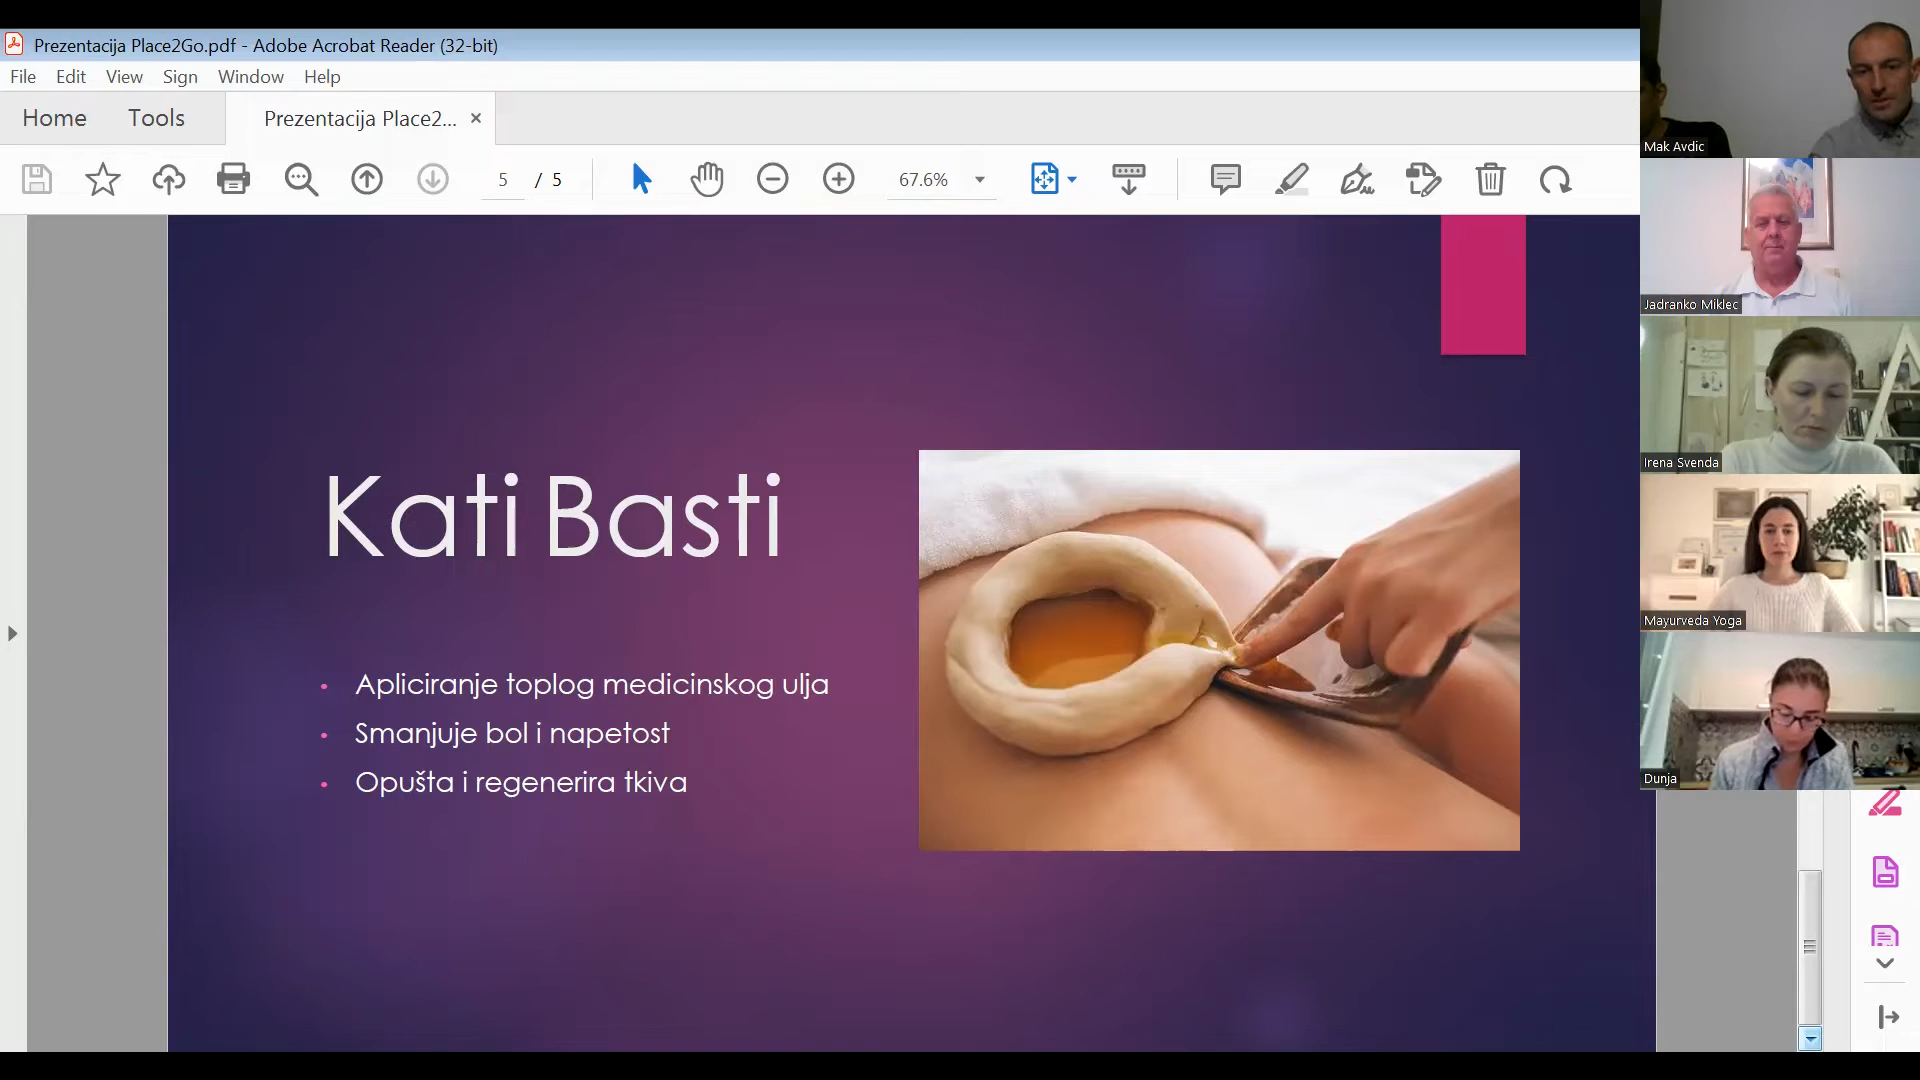 Prezentacija Place2Go.pdf - Adobe Acrobat Reader (32-bit)
File Edit View Sign Window Help
Home Tools Prezentacija Place2... ×
5 / 5 67.6%
Kati Basti
• Apliciranje toplog medicinskog ulja
• Smanjuje bol i napetost
• Opušta i regenerira tkiva
Mak Avdic
Jadranko Miklec
Irena Svenda
Mayurveda Yoga
Dunja